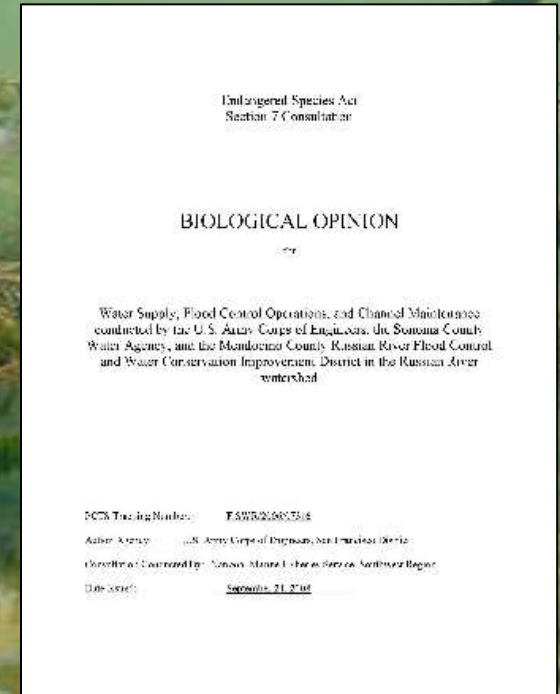 Endangered Species Act
Section 7 Consultation
BIOLOGICAL OPINION
for
Water Supply, Flood Control Operations, and Channel Maintenance
conducted by the U.S. Army Corps of Engineers, the Sonoma County
Water Agency, and the Mendocino County Russian River Flood Control
and Water Conservation Improvement District in the Russian River
watershed
PCTS Tracking Number:
Action Agency: U.S. Army Corps of Engineers, San Francisco District
Consultation Conducted By: National Marine Fisheries Service, Southwest Region
Date Issued: September 24, 2008